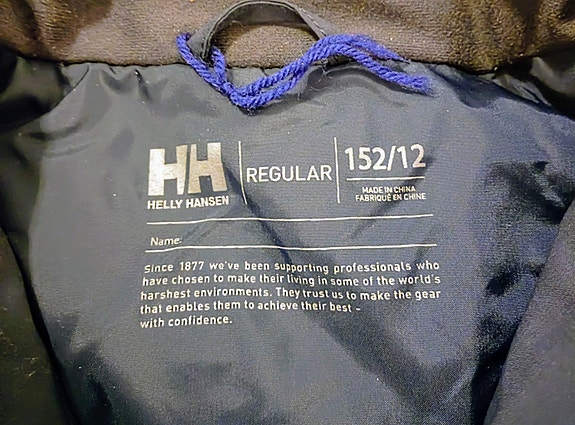 HH
HELLY HANSEN
REGULAR
152/12
MADE IN CHINA
FABRIQUÉ EN CHINE
Name:
Since 1877 we've been supporting professionals who
have chosen to make their living in some of the world's
harshest environments. They trust us to make the gear
that enables them to achieve their best –
with confidence.